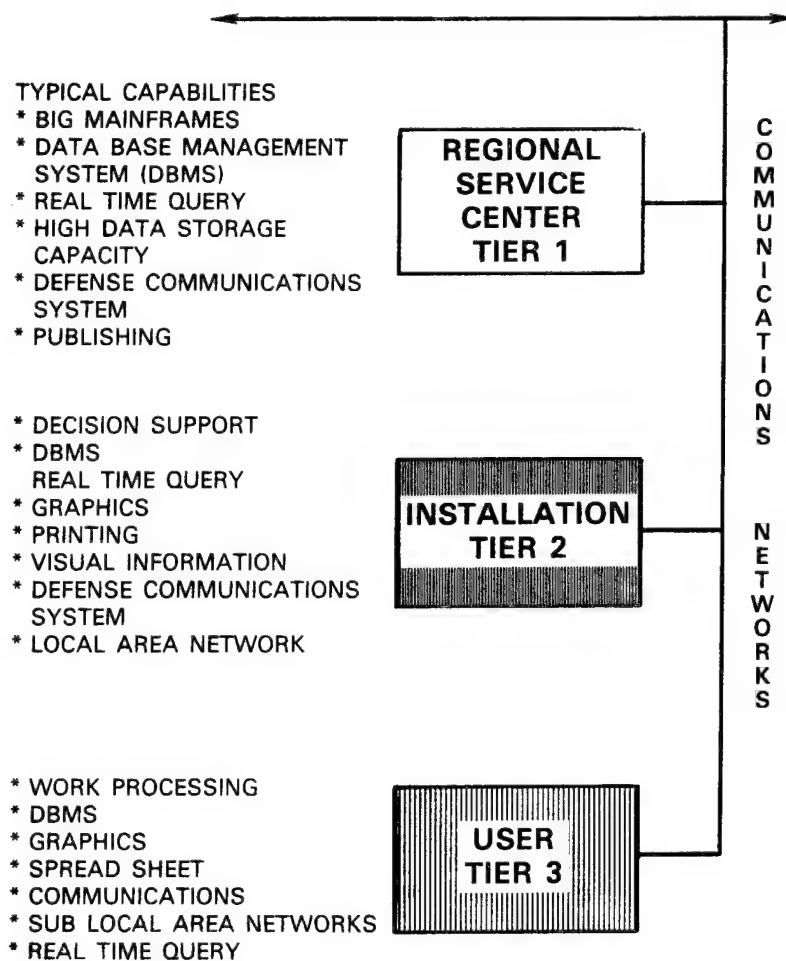 TYPICAL CAPABILITIES
* BIG MAINFRAMES
* DATA BASE MANAGEMENT
SYSTEM (DBMS)
* REAL TIME QUERY
* HIGH DATA STORAGE
CAPACITY
* DEFENSE COMMUNICATIONS
SYSTEM
* PUBLISHING
REGIONAL
SERVICE
CENTER
TIER 1
* DECISION SUPPORT
* DBMS
REAL TIME QUERY
* GRAPHICS
* PRINTING
* VISUAL INFORMATION
* DEFENSE COMMUNICATIONS
SYSTEM
* LOCAL AREA NETWORK
INSTALLATION
TIER 2
* WORK PROCESSING
* DBMS
* GRAPHICS
* SPREAD SHEET
* COMMUNICATIONS
* SUB LOCAL AREA NETWORKS
* REAL TIME QUERY
USER
TIER 3
COMMUNICATIONS
NETWORKS